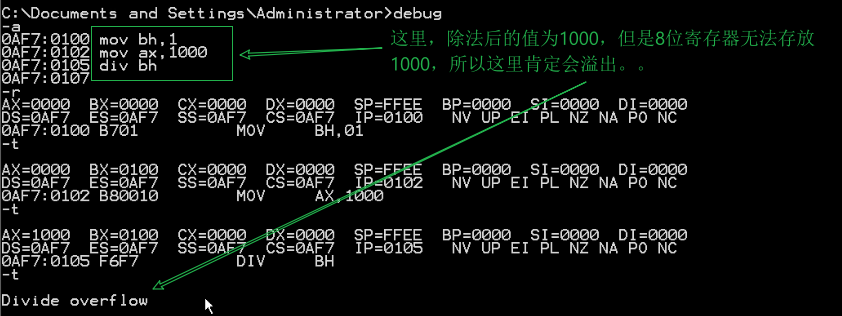 C:\Documents and Settings\Administrator>debug
-a
0AF7:0100 mov bh,1
0AF7:0102 mov ax,1000
0AF7:0105 div bh
0AF7:0107
这里，除法后的值为1000，但是8位寄存器无法存放
1000，所以这里肯定会溢出。。
-r
AX=0000 BX=0000 CX=0000 DX=0000 SP=FFEE BP=0000 SI=0000 DI=0000
DS=0AF7 ES=0AF7 SS=0AF7 CS=0AF7 IP=0100 NV UP EI PL NZ NA PO NC
0AF7:0100 B701 MOV BH,01
-t
AX=0000 BX=0100 CX=0000 DX=0000 SP=FFEE BP=0000 SI=0000 DI=0000
DS=0AF7 ES=0AF7 SS=0AF7 CS=0AF7 IP=0102 NV UP EI PL NZ NA PO NC
0AF7:0102 B80010 MOV AX,1000
-t
AX=1000 BX=0100 CX=0000 DX=0000 SP=FFEE BP=0000 SI=0000 DI=0000
DS=0AF7 ES=0AF7 SS=0AF7 CS=0AF7 IP=0105 NV UP EI PL NZ NA PO NC
0AF7:0105 F6F7 DIV BH
-t
Divide overflow